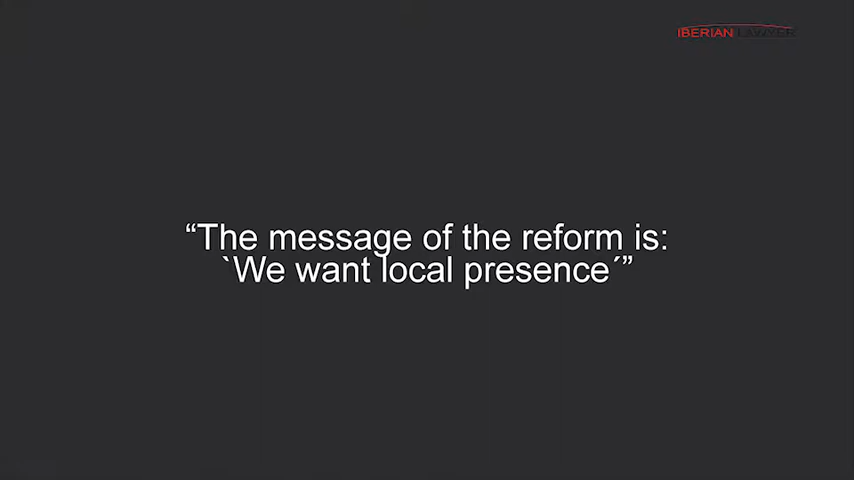 IBERIAN LAWYER
“The message of the reform is:
`We want local presence´”